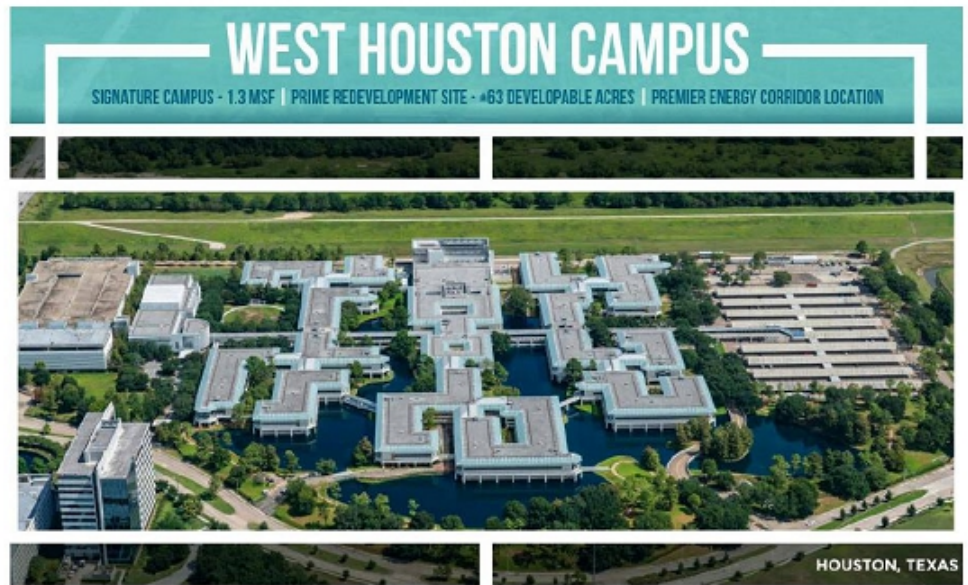 WEST HOUSTON CAMPUS
SIGNATURE CAMPUS - 1.3 MSF | PRIME REDEVELOPMENT SITE - ±63 DEVELOPABLE ACRES | PREMIER ENERGY CORRIDOR LOCATION
HOUSTON, TEXAS